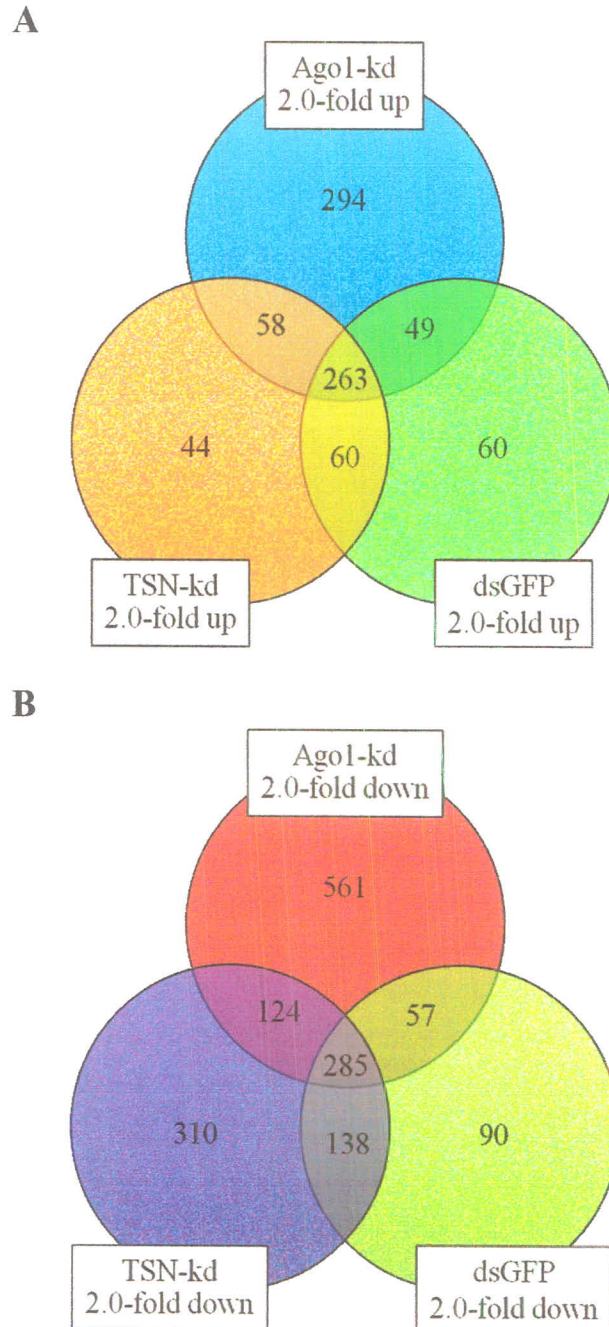 A
Ago1-kd
2.0-fold up
294
58
49
263
44
60
60
TSN-kd
2.0-fold up
dsGFP
2.0-fold up
B
Ago1-kd
2.0-fold down
561
124
57
285
310
138
90
TSN-kd
2.0-fold down
dsGFP
2.0-fold down